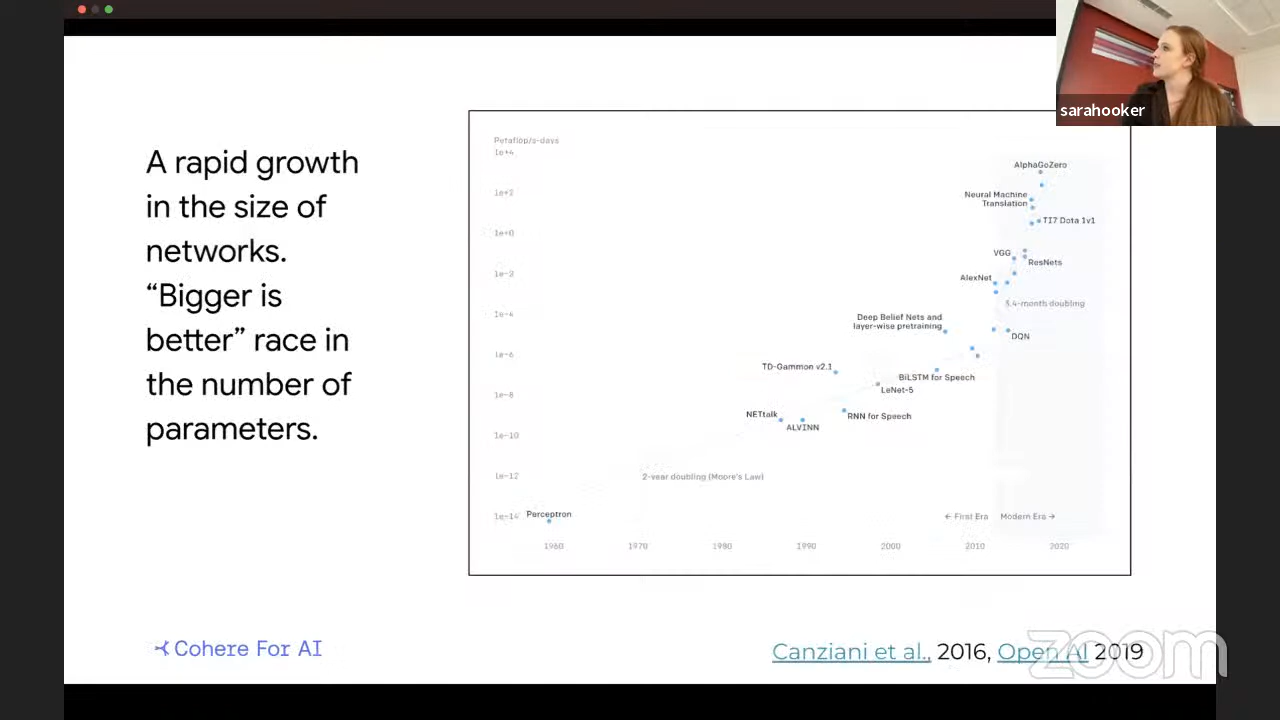 sarahooker
A rapid growth
in the size of
networks.
“Bigger is
better” race in
the number of
parameters.
Petaflop/s-days
1e+4
1e+2
1e+0
1e-2
1e-4
1e-6
1e-8
1e-10
1e-12
1e-14
AlphaGoZero
Neural Machine
Translation
TI7 Dota 1v1
VGG
ResNets
AlexNet
3.4-month doubling
Deep Belief Nets and
layer-wise pretraining
DQN
TD-Gammon v2.1
BiLSTM for Speech
LeNet-5
NETtalk
RNN for Speech
ALVINN
2-year doubling (Moore's Law)
Perceptron
← First Era Modern Era →
1960 1970 1980 1990 2000 2010 2020
Cohere For AI
Canziani et al., 2016, Open AI 2019
zoom